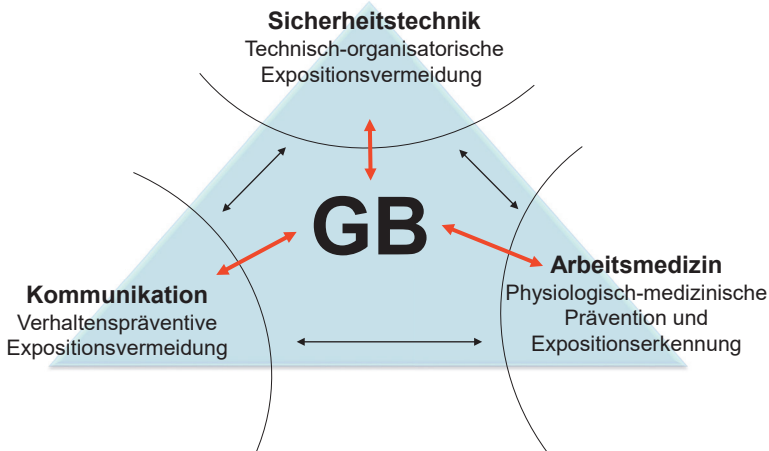 Sicherheitstechnik
Technisch-organisatorische
Expositionsvermeidung
GB
Kommunikation
Verhaltenspräventive
Expositionsvermeidung
Arbeitsmedizin
Physiologisch-medizinische
Prävention und
Expositionserkennung